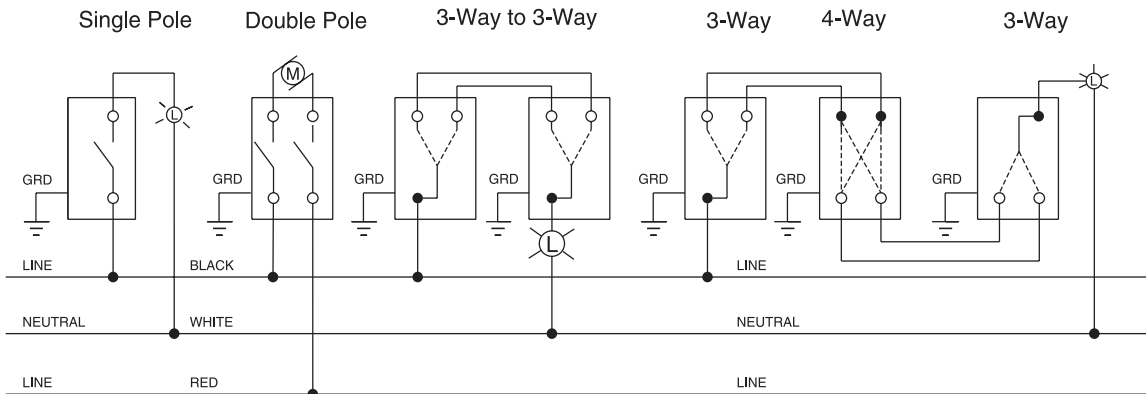 Single Pole
Double Pole
3-Way to 3-Way
3-Way
4-Way
3-Way
M
L
L
GRD
GRD
GRD
GRD
GRD
GRD
GRD
L
LINE
BLACK
LINE
NEUTRAL
WHITE
NEUTRAL
LINE
RED
LINE